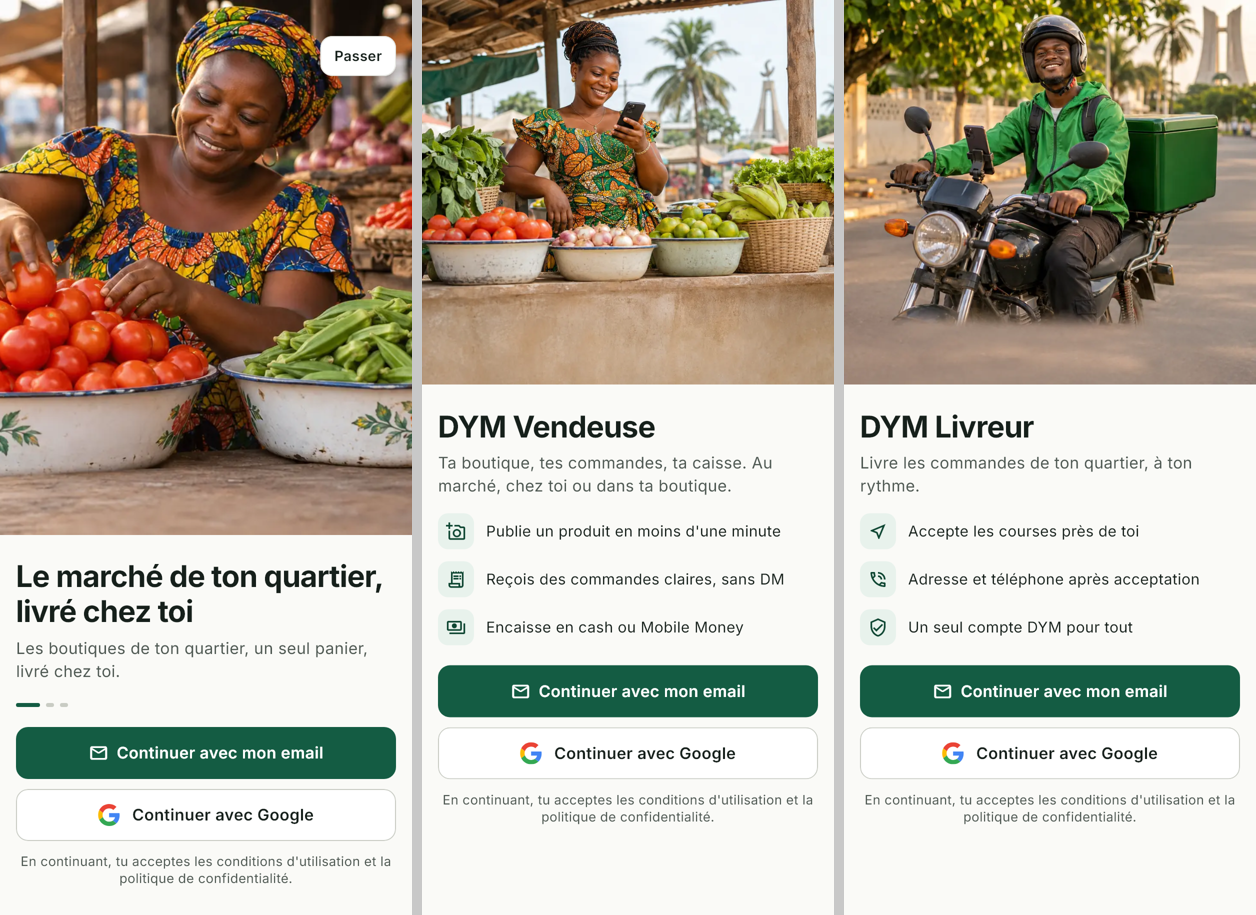 Passer
Le marché de ton quartier,
livré chez toi
Les boutiques de ton quartier, un seul panier,
livré chez toi.
Continuer avec mon email
Continuer avec Google
En continuant, tu acceptes les conditions d'utilisation et la
politique de confidentialité.
DYM Vendeuse
Ta boutique, tes commandes, ta caisse. Au
marché, chez toi ou dans ta boutique.
Publie un produit en moins d'une minute
Reçois des commandes claires, sans DM
Encaisse en cash ou Mobile Money
Continuer avec mon email
Continuer avec Google
En continuant, tu acceptes les conditions d'utilisation et la
politique de confidentialité.
DYM Livreur
Livre les commandes de ton quartier, à ton
rythme.
Accepte les courses près de toi
Adresse et téléphone après acceptation
Un seul compte DYM pour tout
Continuer avec mon email
Continuer avec Google
En continuant, tu acceptes les conditions d'utilisation et la
politique de confidentialité.